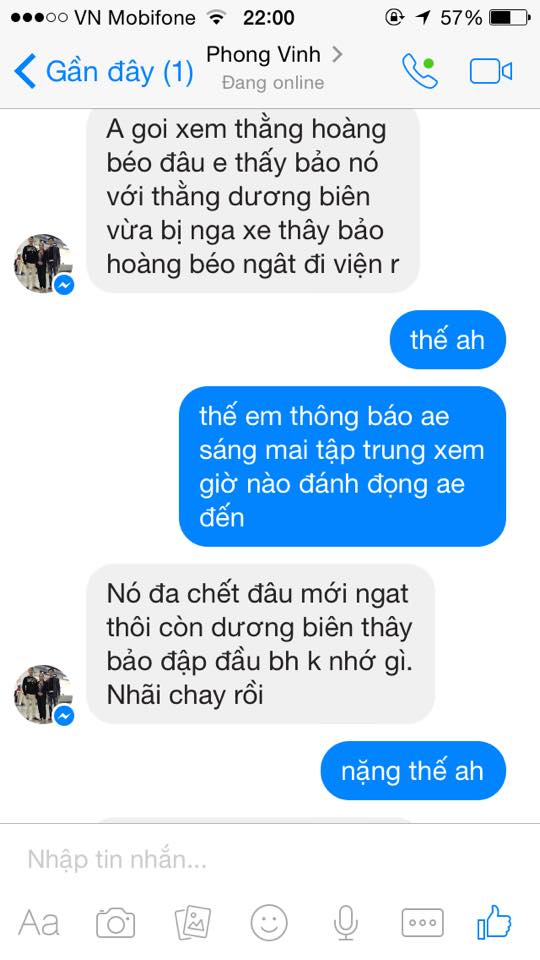 VN Mobifone 22:00 57%
Gần đây (1) Phong Vinh
Đang online
A goi xem thằng hoàng
béo đâu e thấy bảo nó
với thằng dương biên
vừa bị nga xe thây bảo
hoàng béo ngât đi viện r
thế ah
thế em thông báo ae
sáng mai tập trung xem
giờ nào đánh đọng ae
đến
Nó đa chết đâu mới ngat
thôi còn dương biên thây
bảo đập đầu bh k nhớ gì.
Nhãi chay rồi
nặng thế ah
Nhập tin nhắn...
Aa